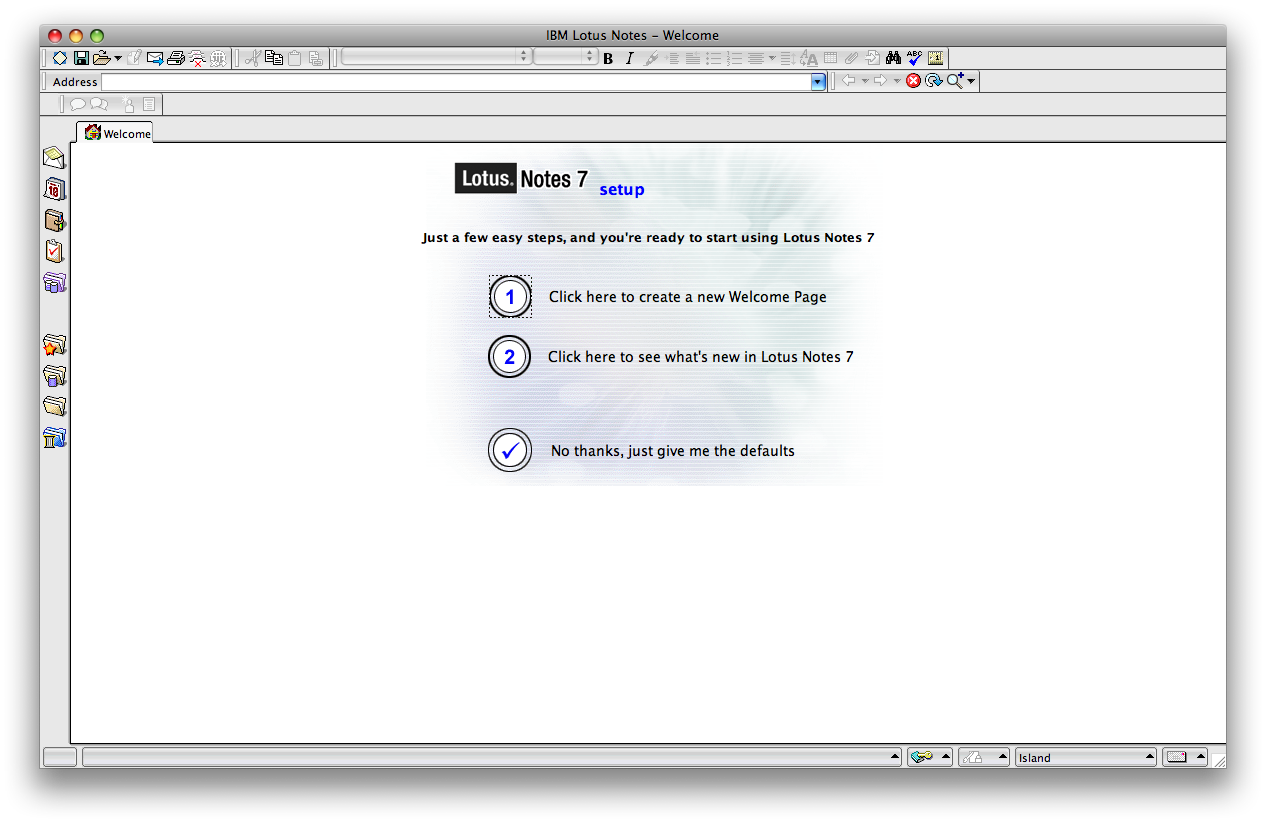 IBM Lotus Notes – Welcome
B I
ABC
Address
Welcome
18
Lotus. Notes 7 setup
Just a few easy steps, and you're ready to start using Lotus Notes 7
1 Click here to create a new Welcome Page
2 Click here to see what's new in Lotus Notes 7
No thanks, just give me the defaults
Island